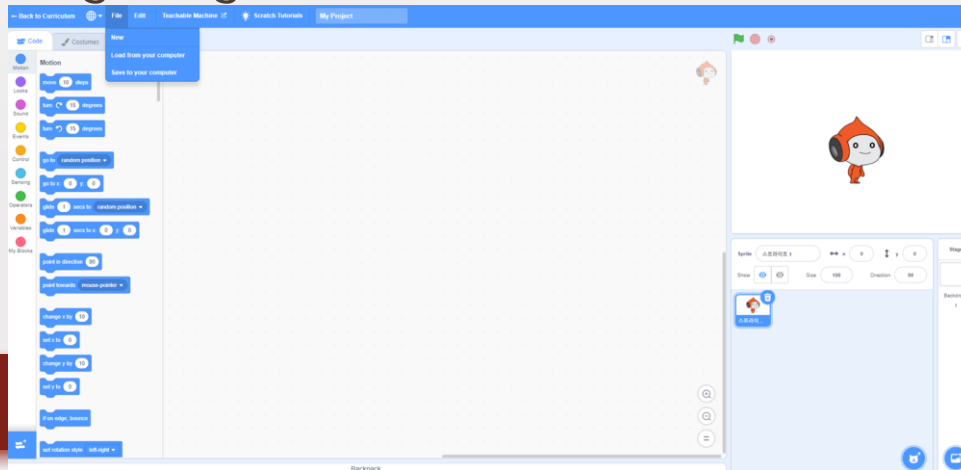 ← Back to Curriculum File Edit Teachable Machine Scratch Tutorials My Project
New
Load from your computer
Save to your computer
Code Costumes
Motion
Looks
Sound
Events
Control
Sensing
Operators
Variables
My Blocks
Motion
move 10 steps
turn 15 degrees
turn 15 degrees
go to random position
go to x: 0 y: 0
glide 1 secs to random position
glide 1 secs to x: 0 y: 0
point in direction 90
point towards mouse-pointer
change x by 10
set x to 0
change y by 10
set y to 0
if on edge, bounce
set rotation style left-right
Sprite 1 x 0 y 0
Show Size 100 Direction 90
Stage
1
Backpack